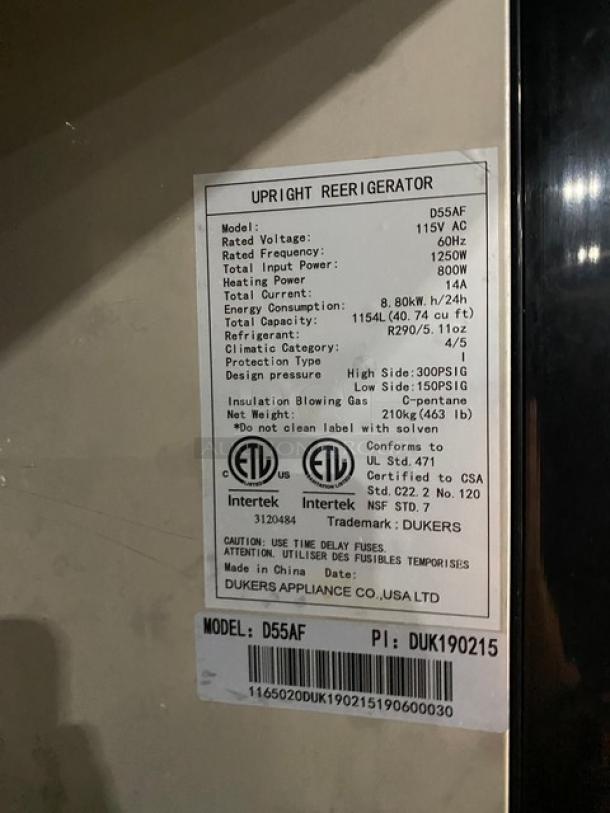 UPRIGHT REERIGERATOR
Model: D55AF
Rated Voltage: 115V AC
Rated Frequency: 60Hz
Total Input Power: 1250W
Heating Power 800W
Total Current: 14A
Energy Consumption: 8.80kW.h/24h
Total Capacity: 1154L(40.74 cu ft)
Refrigerant: R290/5.11oz
Climatic Category: 4/5
Protection Type I
Design pressure High Side:300PSIG
Low Side:150PSIG
Insulation Blowing Gas C-pentane
Net Weight: 210kg(463 lb)
*Do not clean label with solven
C ETL US
Intertek
3120484
ETL
Intertek
Conforms to
UL Std. 471
Certified to CSA
Std. C22.2 No. 120
NSF STD. 7
Trademark : DUKERS
CAUTION: USE TIME DELAY FUSES.
ATTENTION. UTILISER DES FUSIBLES TEMPORISES
Made in China Date:
DUKERS APPLIANCE CO.,USA LTD
MODEL: D55AF PI: DUK190215
1165020DUK190215190600030